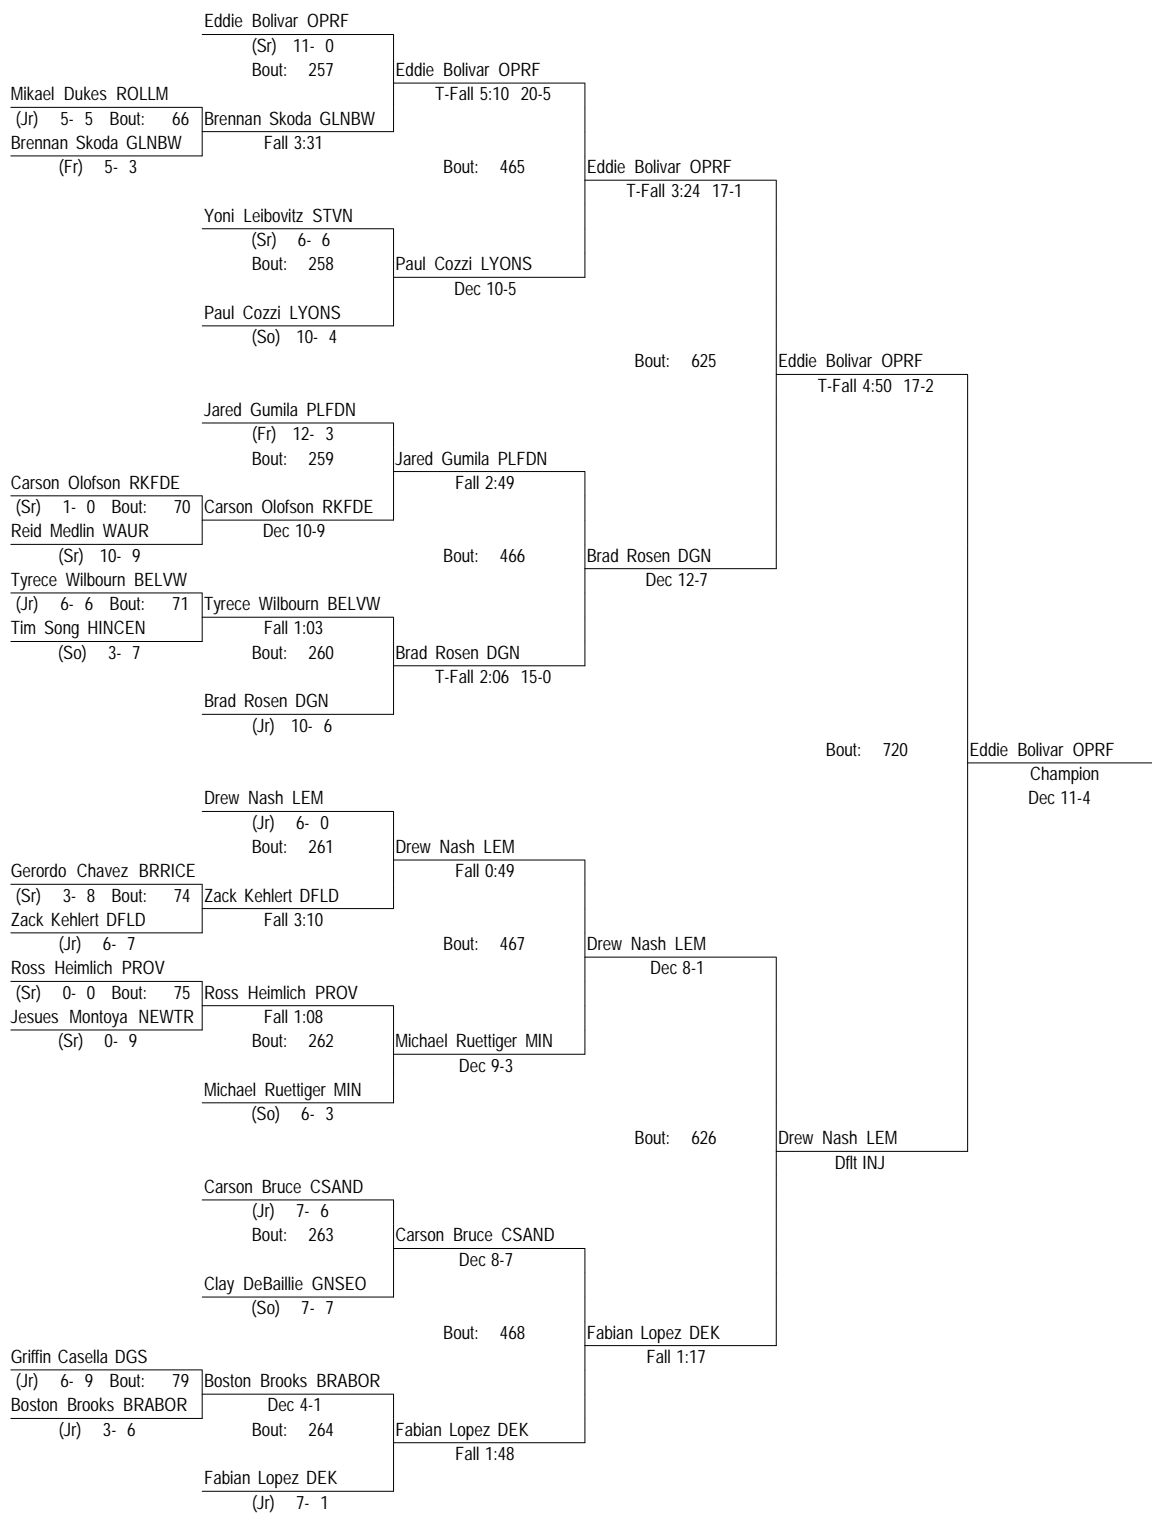 Eddie Bolivar OPRF
(Sr) 11- 0
Bout: 257
Eddie Bolivar OPRF
T-Fall 5:10 20-5
Mikael Dukes ROLLM
(Jr) 5- 5 Bout: 66
Brennan Skoda GLNBW
Brennan Skoda GLNBW
Fall 3:31
(Fr) 5- 3
Bout: 465
Eddie Bolivar OPRF
T-Fall 3:24 17-1
Yoni Leibovitz STVN
(Sr) 6- 6
Bout: 258
Paul Cozzi LYONS
Dec 10-5
Paul Cozzi LYONS
(So) 10- 4
Bout: 625
Eddie Bolivar OPRF
T-Fall 4:50 17-2
Jared Gumila PLFDN
(Fr) 12- 3
Bout: 259
Jared Gumila PLFDN
Fall 2:49
Carson Olofson RKFDE
(Sr) 1- 0 Bout: 70
Carson Olofson RKFDE
Reid Medlin WAUR
Dec 10-9
(Sr) 10- 9
Bout: 466
Brad Rosen DGN
Dec 12-7
Tyrece Wilbourn BELVW
(Jr) 6- 6 Bout: 71
Tyrece Wilbourn BELVW
Tim Song HINCEN
Fall 1:03
(So) 3- 7
Bout: 260
Brad Rosen DGN
T-Fall 2:06 15-0
Brad Rosen DGN
(Jr) 10- 6
Bout: 720
Eddie Bolivar OPRF
Champion
Dec 11-4
Drew Nash LEM
(Jr) 6- 0
Bout: 261
Drew Nash LEM
Fall 0:49
Gerordo Chavez BRRICE
(Sr) 3- 8 Bout: 74
Zack Kehlert DFLD
Zack Kehlert DFLD
Fall 3:10
(Jr) 6- 7
Bout: 467
Drew Nash LEM
Dec 8-1
Ross Heimlich PROV
(Sr) 0- 0 Bout: 75
Ross Heimlich PROV
Jesues Montoya NEWTR
Fall 1:08
(Sr) 0- 9
Bout: 262
Michael Ruettiger MIN
Dec 9-3
Michael Ruettiger MIN
(So) 6- 3
Bout: 626
Drew Nash LEM
Dflt INJ
Carson Bruce CSAND
(Jr) 7- 6
Bout: 263
Carson Bruce CSAND
Dec 8-7
Clay DeBaillie GNSEO
(So) 7- 7
Bout: 468
Fabian Lopez DEK
Fall 1:17
Griffin Casella DGS
(Jr) 6- 9 Bout: 79
Boston Brooks BRABOR
Boston Brooks BRABOR
Dec 4-1
(Jr) 3- 6
Bout: 264
Fabian Lopez DEK
Fall 1:48
Fabian Lopez DEK
(Jr) 7- 1